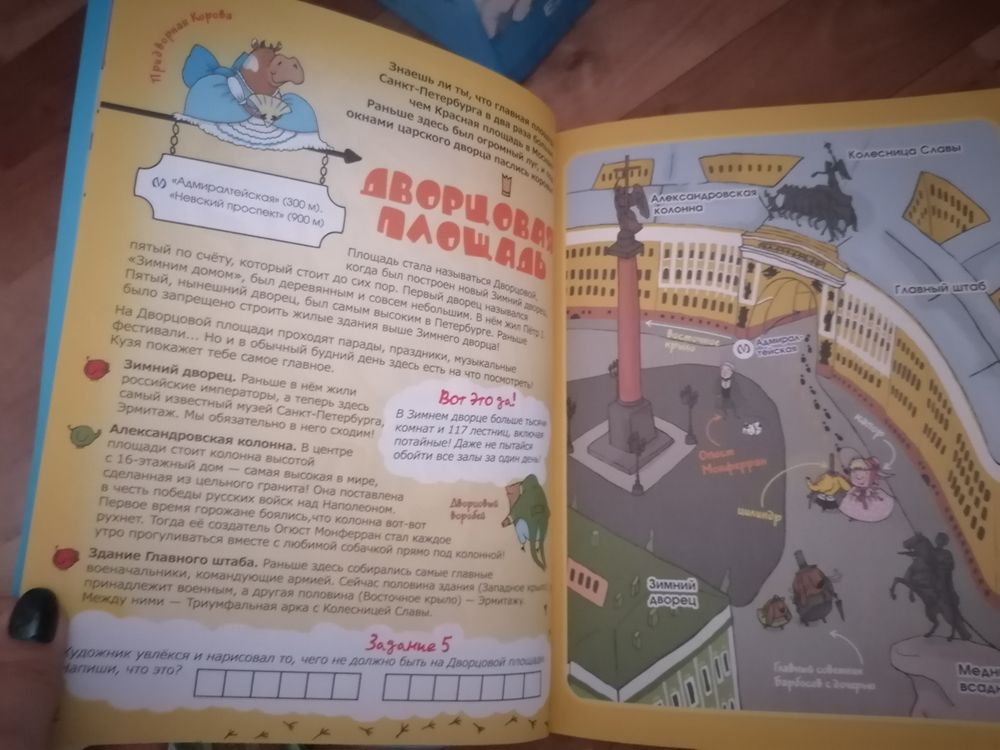 Придворная Корова
Знаешь ли ты, что главная
Санкт-Петербурга в два раза
чем Красная площадь в
Раньше здесь был огромный луг, и под
окнами царского дворца паслись коровы
«Адмиралтейская» (300 м).
«Невский проспект» (900 м)
ДВОРЦОВАЯ
ПЛОЩАДЬ
Площадь стала называться Дворцовой,
когда был построен новый Зимний дворец,
пятый по счёту, который стоит до сих пор. Первый дворец назывался
«Зимним домом», был деревянным и совсем небольшим. В нём жил Пётр I.
Пятый, нынешний дворец, был самым высоким в Петербурге. Раньше
было запрещено строить жилые здания выше Зимнего дворца!
На Дворцовой площади проходят парады, праздники, музыкальные
фестивали... Но и в обычный будний день здесь есть на что посмотреть!
Кузя покажет тебе самое главное.
Зимний дворец. Раньше в нём жили
российские императоры, а теперь здесь
самый известный музей Санкт-Петербурга,
Эрмитаж. Мы обязательно в него сходим!
Вот это да!
В Зимнем дворце больше тысячи
комнат и 117 лестниц, включая
потайные! Даже не пытайся
обойти все залы за один день!
Александровская колонна. В центре
площади стоит колонна высотой
с 16-этажный дом — самая высокая в мире,
сделанная из цельного гранита! Она поставлена
в честь победы русских войск над Наполеоном.
Первое время горожане боялись,что колонна вот-вот
рухнет. Тогда её создатель Огюст Монферран стал каждое
утро прогуливаться вместе с любимой собачкой прямо под колонной!
Дворцовый
воробей
Здание Главного штаба. Раньше здесь собирались самые главные
военачальники, командующие армией. Сейчас половина здания (Западное крыло)
принадлежит военным, а другая половина (Восточное крыло) — Эрмитажу.
Между ними — Триумфальная арка с Колесницей Славы.
Задание 5
Художник увлёкся и нарисовал то, чего не должно быть на Дворцовой площади.
Напиши, что это?
Колесница Славы
Александровская
колонна
Главный штаб
Восточное
крыло
Адмирал-
тейская
капор
Огюст
Монферран
цилиндр
Зимний
дворец
Главный советник
Барбосов с дочерью
Медн
всадн